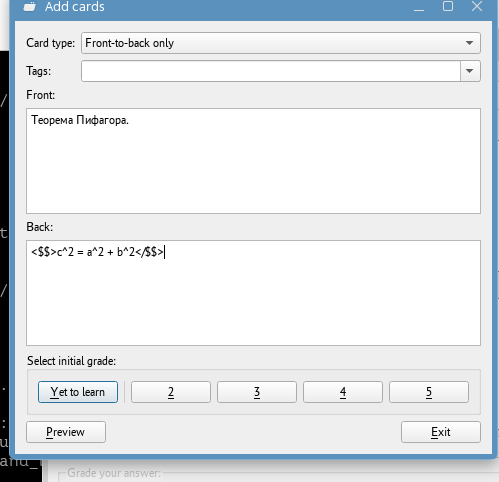 Add cards
Card type: Front-to-back only
Tags:
Front:
Теорема Пифагора.
Back:
<$$>c^2 = a^2 + b^2</$$>
Select initial grade:
Yet to learn 2 3 4 5
Preview Exit
and_
Grade your answer: